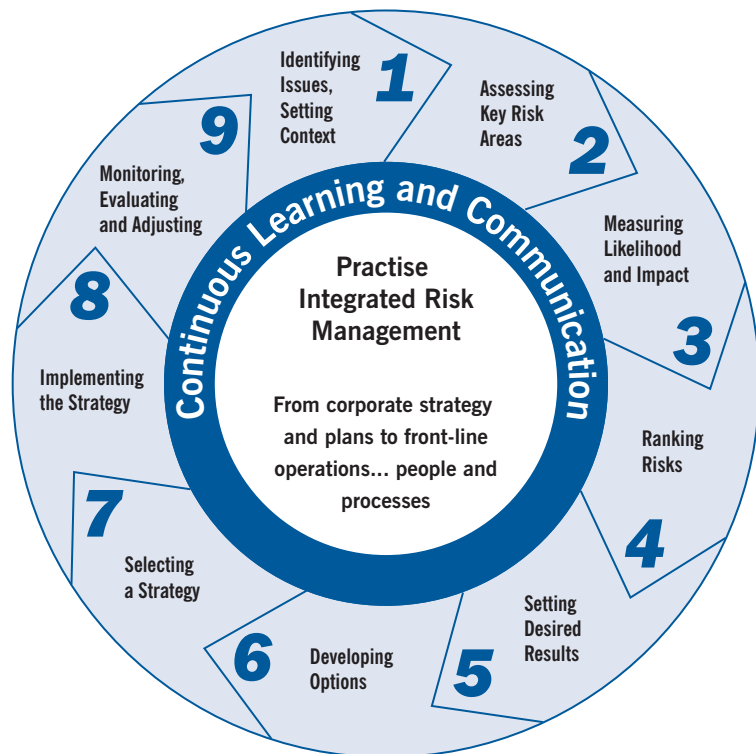 Identifying
Issues,
Setting
Context
1
Assessing
Key Risk
Areas
2
Measuring
Likelihood
and Impact
3
Ranking
Risks
4
Setting
Desired
Results
5
Developing
Options
6
Selecting
a Strategy
7
Implementing
the Strategy
8
Monitoring,
Evaluating
and Adjusting
9
Continuous Learning and Communication
Practise
Integrated Risk
Management
From corporate strategy
and plans to front-line
operations... people and
processes